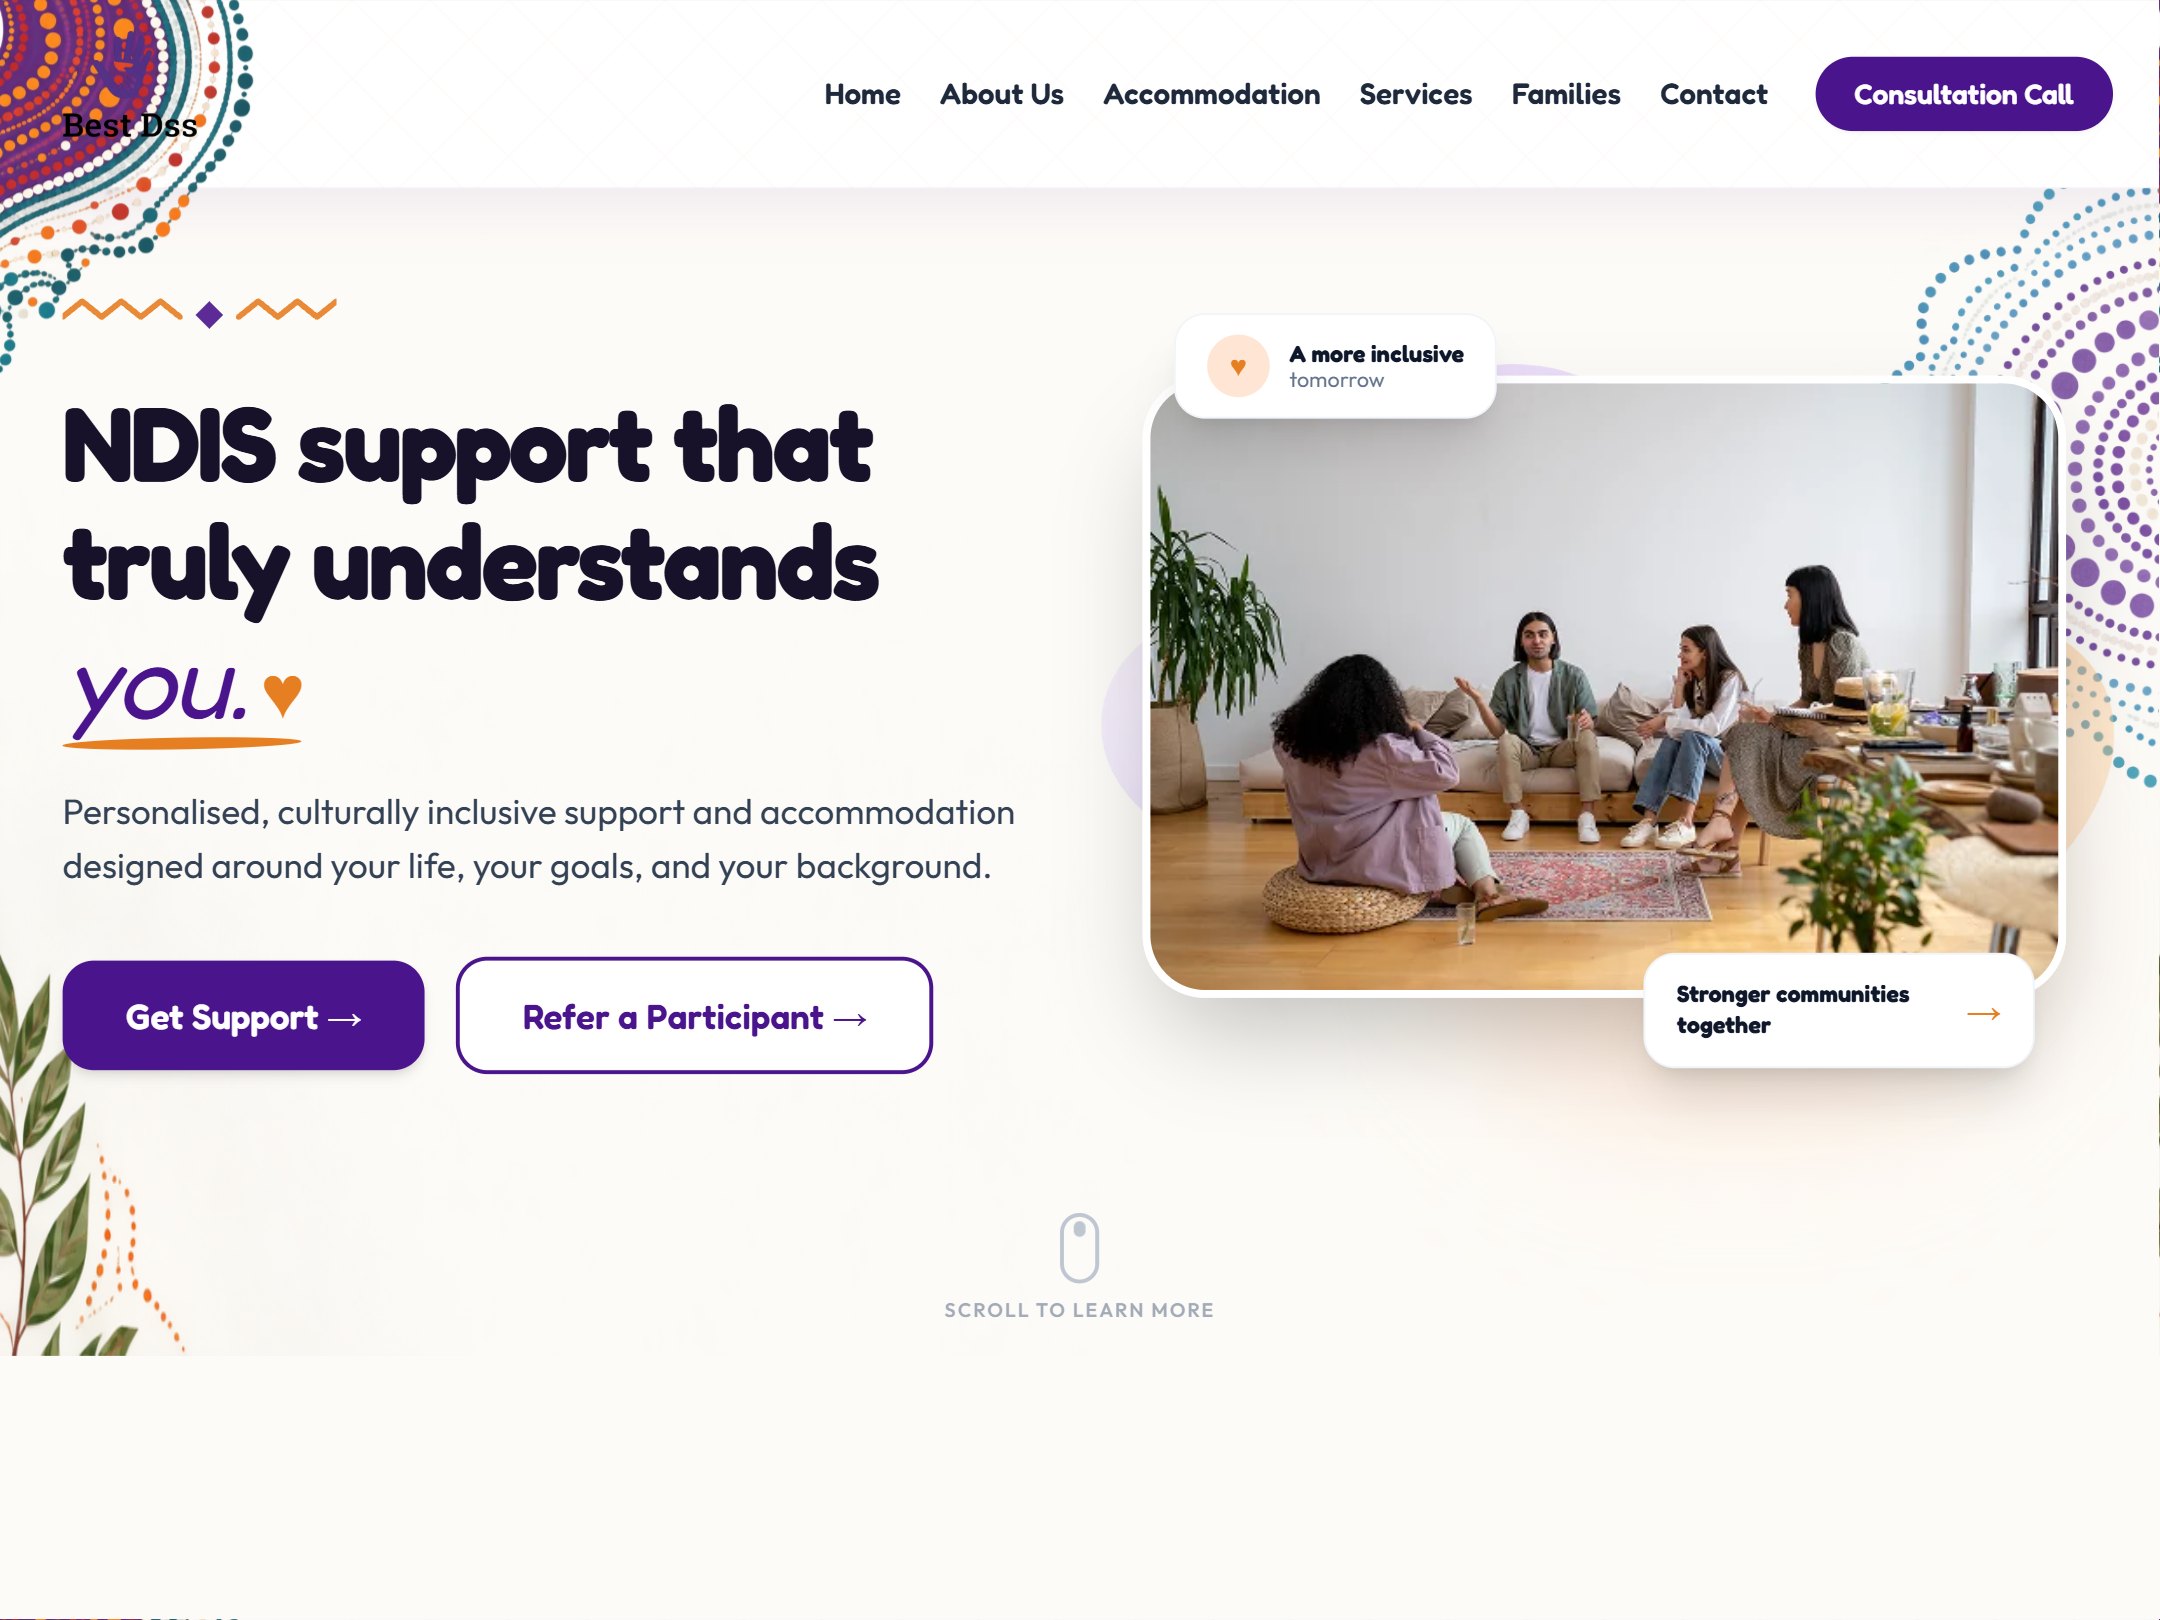 Best Dss
Home About Us Accommodation Services Families Contact Consultation Call
A more inclusive
tomorrow
NDIS support that
truly understands
you. ♥
Personalised, culturally inclusive support and accommodation
designed around your life, your goals, and your background.
Get Support → Refer a Participant →
Stronger communities
together →
SCROLL TO LEARN MORE